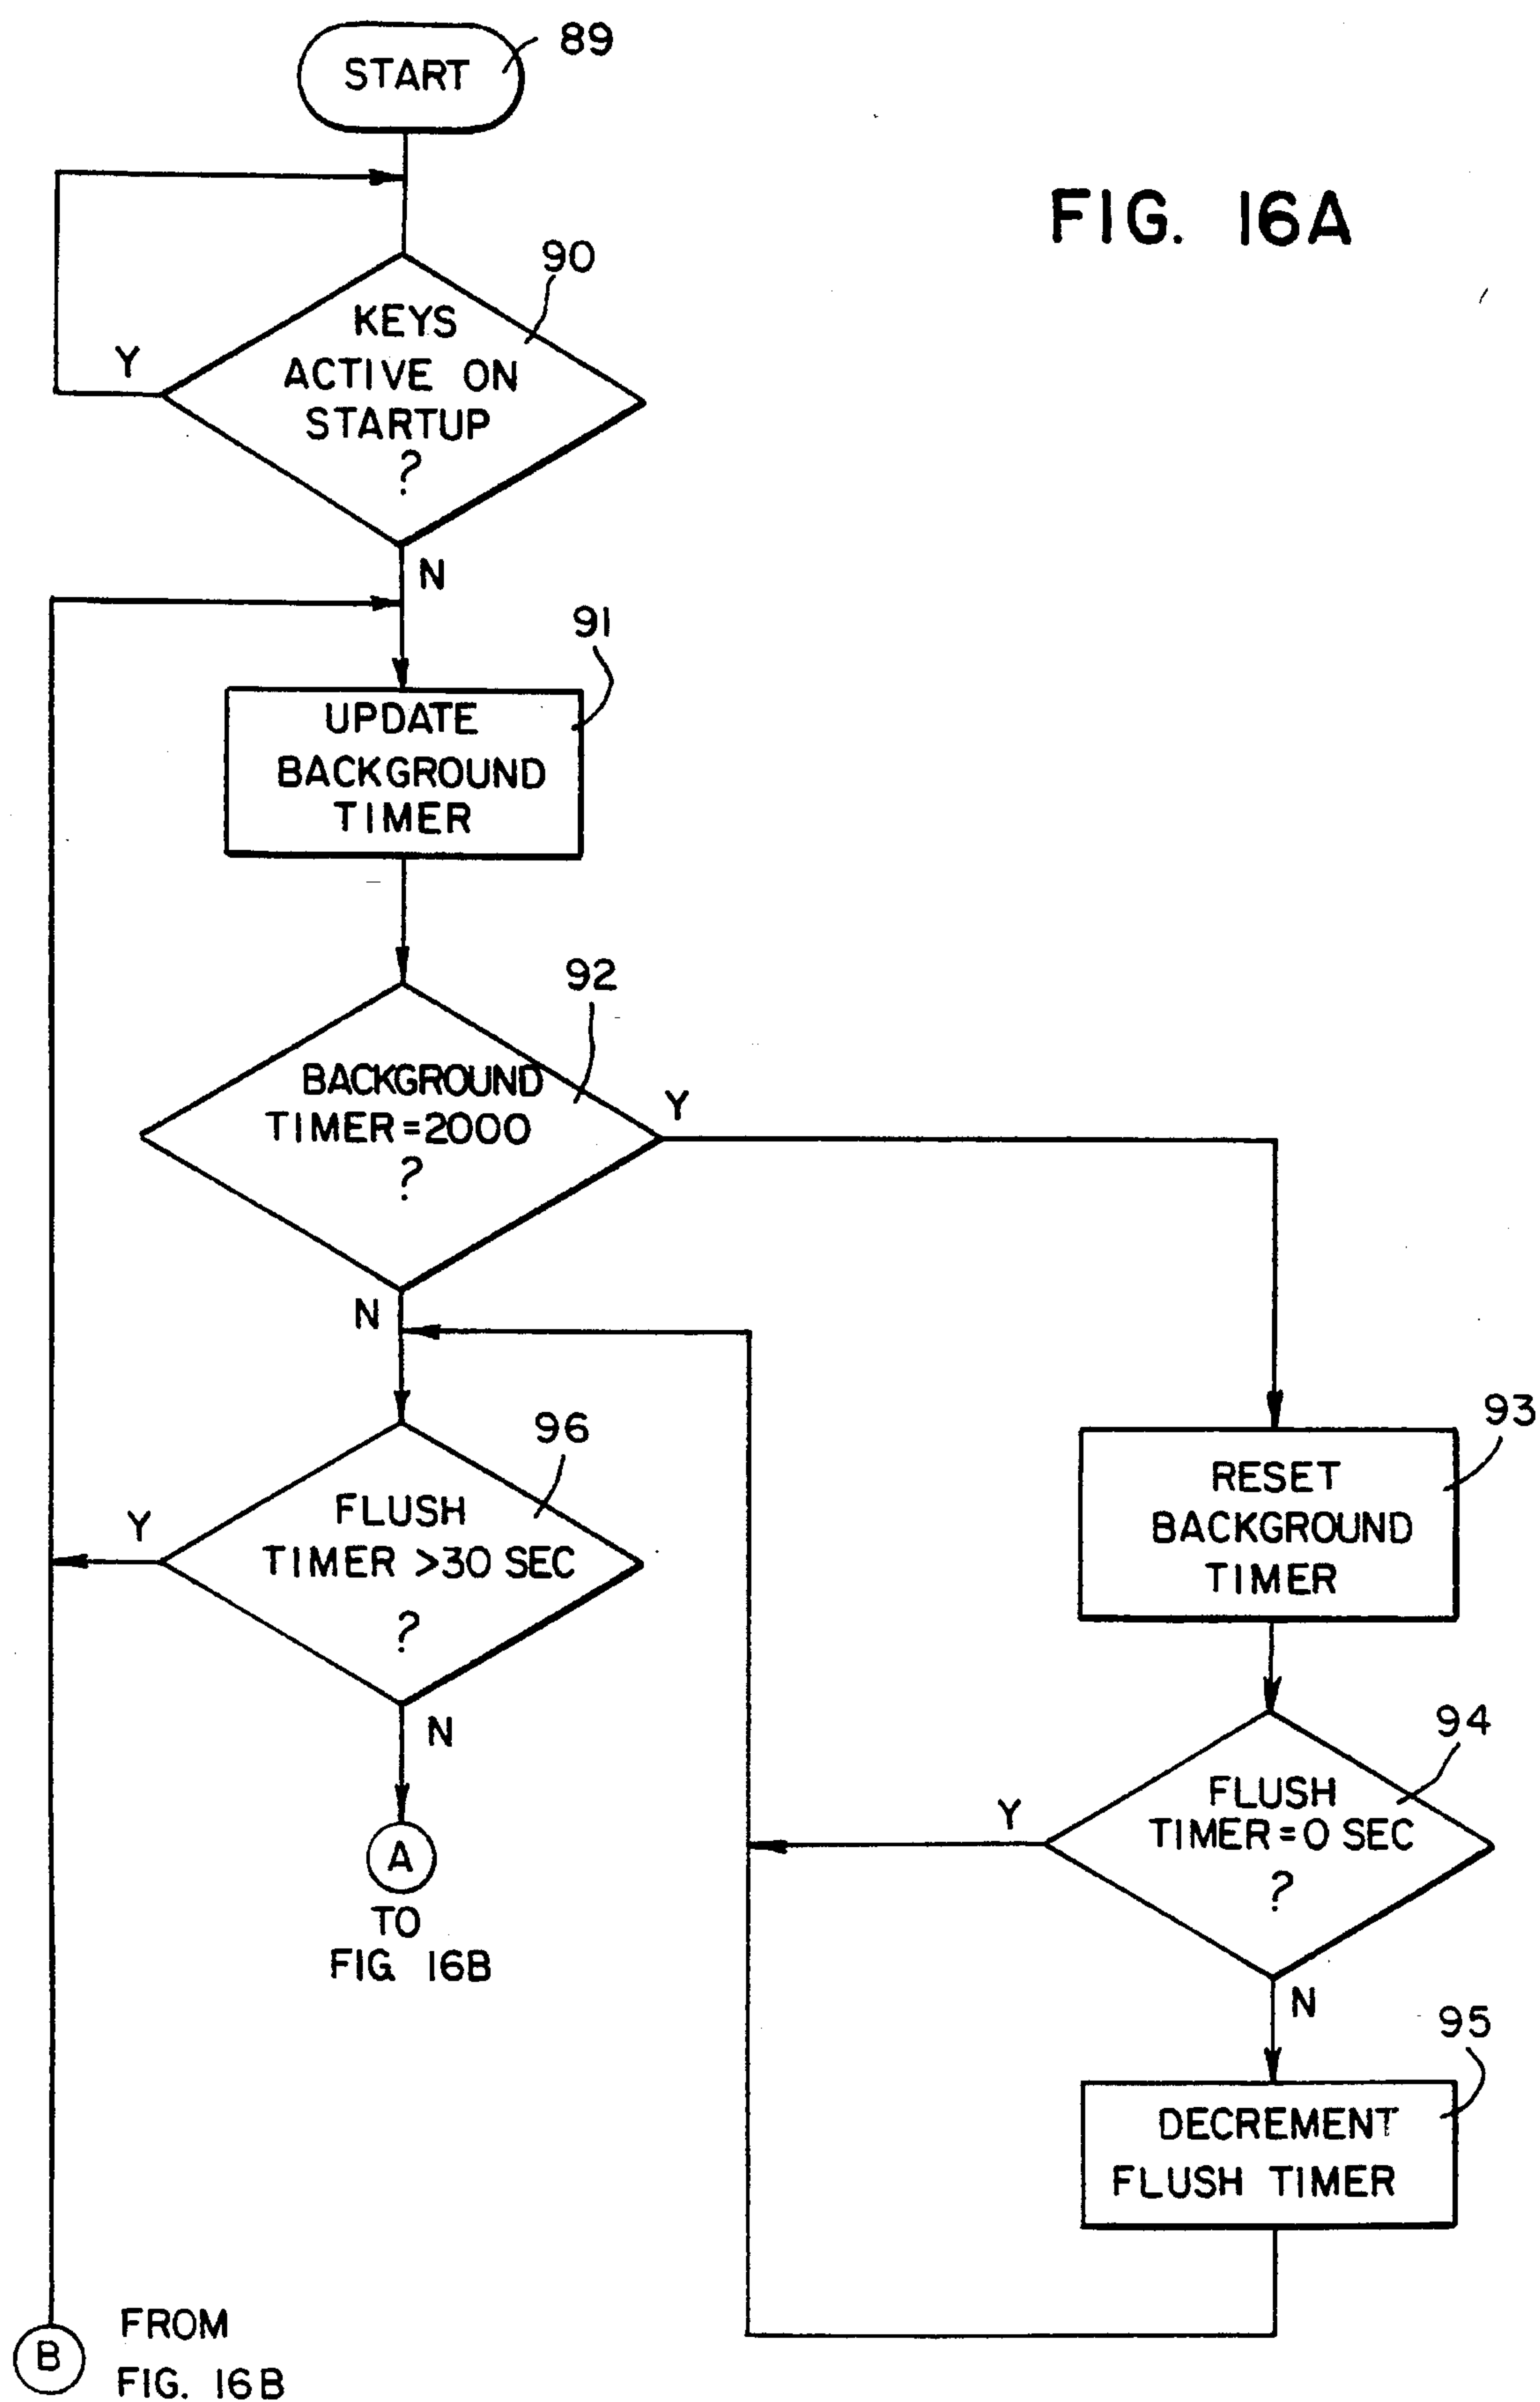 START
89
FIG. 16A
90
KEYS
ACTIVE ON
STARTUP
?
Y
N
91
UPDATE
BACKGROUND
TIMER
92
BACKGROUND
TIMER=2000
?
Y
N
96
FLUSH
TIMER >30 SEC
?
Y
N
A
TO
FIG 16B
93
RESET
BACKGROUND
TIMER
94
FLUSH
TIMER=0 SEC
?
Y
N
95
DECREMENT
FLUSH TIMER
B
FROM
FIG. 16B